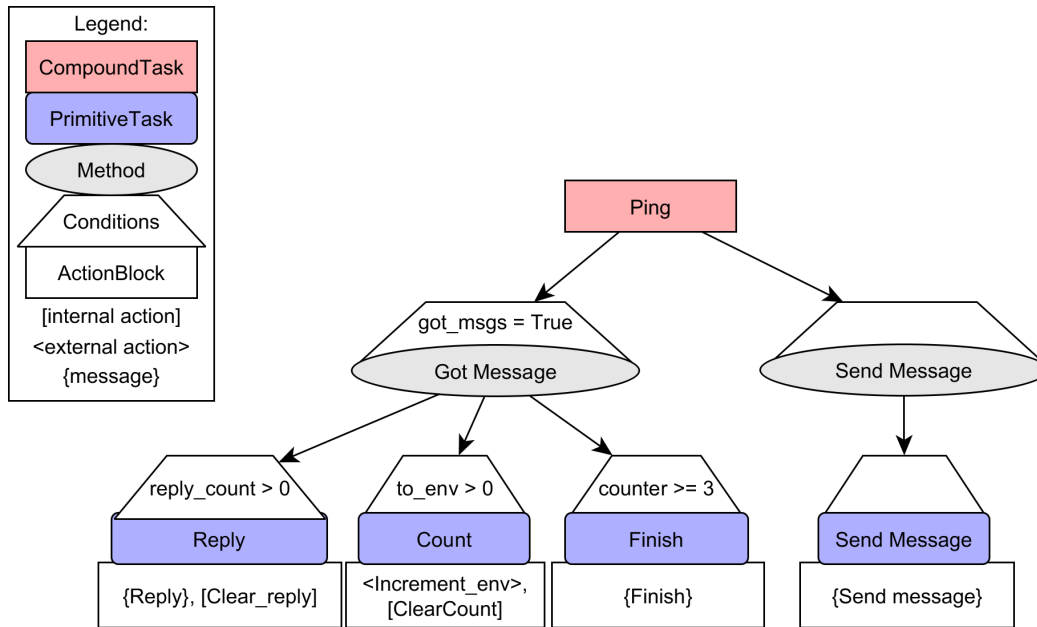 Legend:
CompoundTask
PrimitiveTask
Method
Conditions
ActionBlock
[internal action]
<external action>
{message}
Ping
got_msgs = True
Got Message
Send Message
reply_count > 0
to_env > 0
counter >= 3
Reply
Count
Finish
Send Message
{Reply}, [Clear_reply]
<Increment_env>,
[ClearCount]
{Finish}
{Send message}